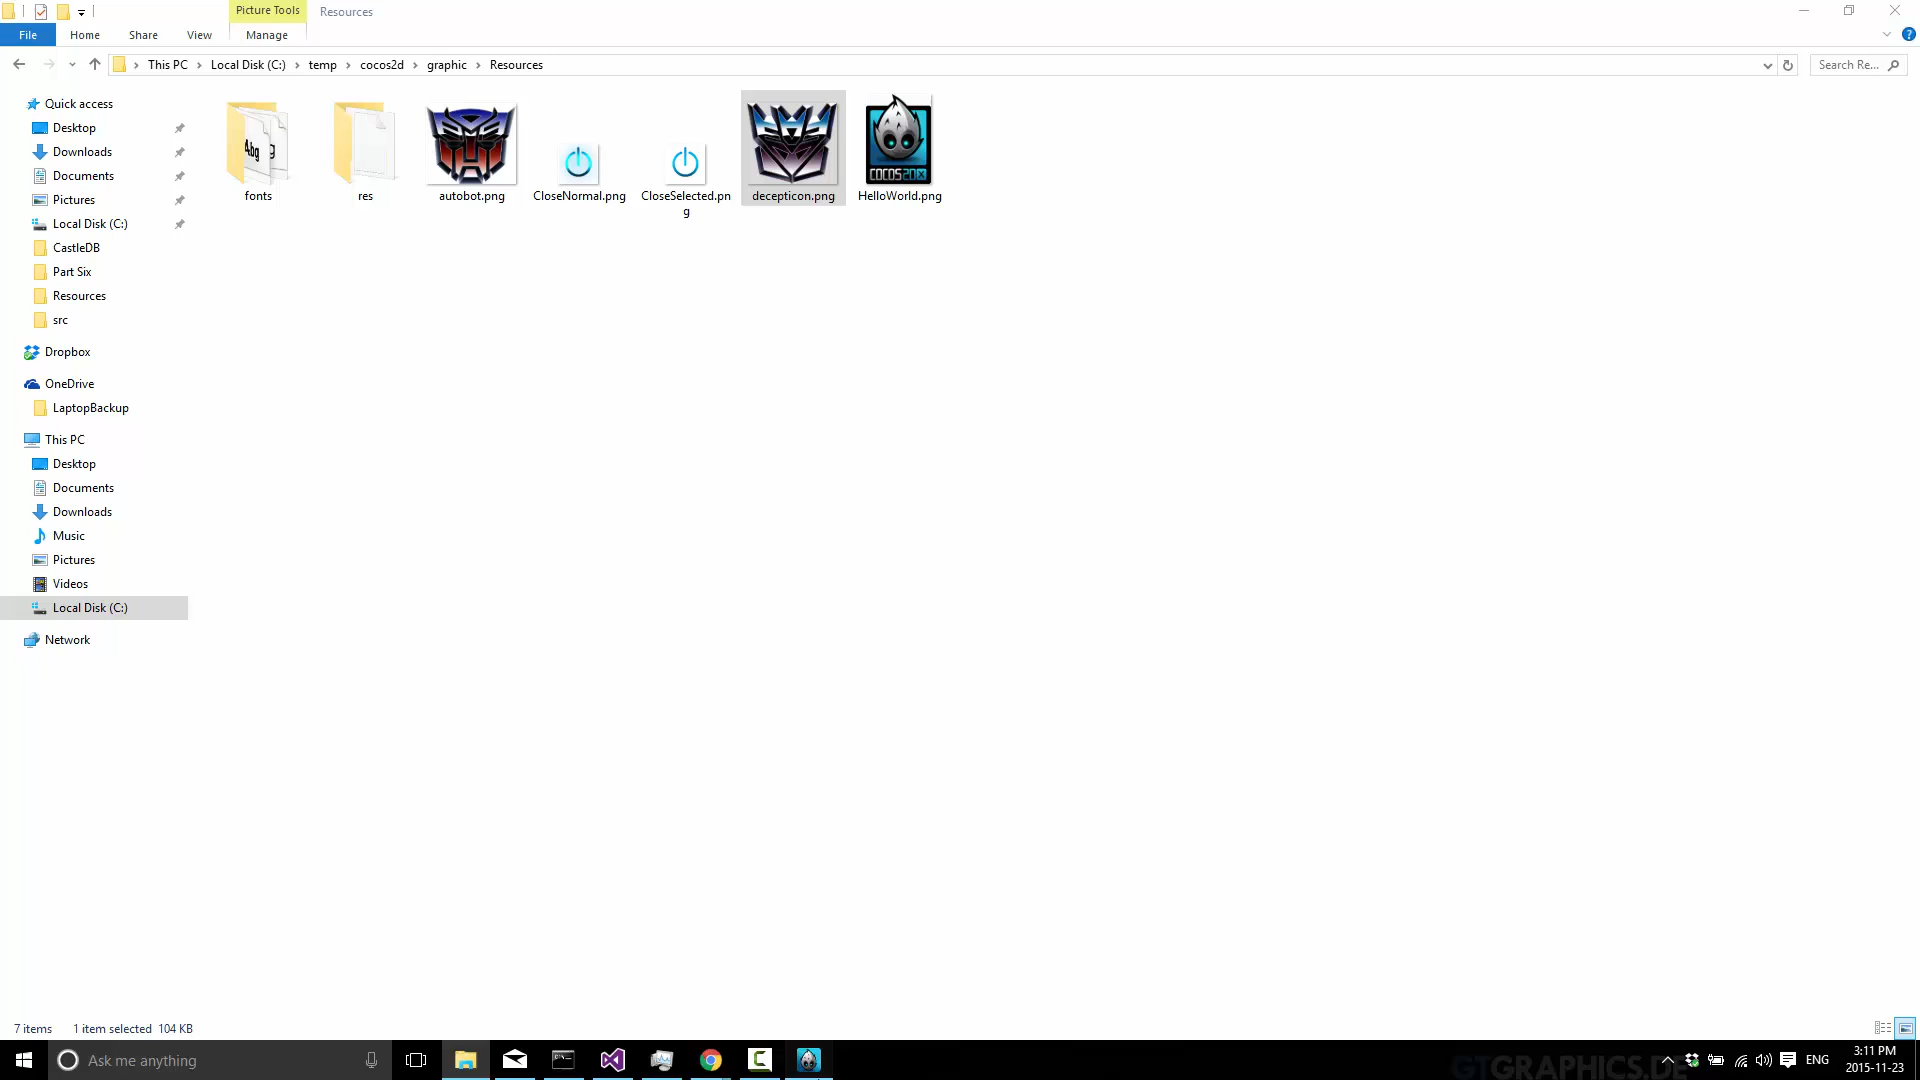 Picture Tools
Resources
File
Home
Share
View
Manage
This PC
Local Disk (C:)
temp
cocos2d
graphic
Resources
Search Re...
Quick access
Desktop
Downloads
Documents
Pictures
Local Disk (C:)
CastleDB
Part Six
Resources
src
Dropbox
OneDrive
LaptopBackup
This PC
Desktop
Documents
Downloads
Music
Pictures
Videos
Local Disk (C:)
Network
Abg
g
COCOS2DX
fonts
res
autobot.png
CloseNormal.png
CloseSelected.pn
g
decepticon.png
HelloWorld.png
7 items
1 item selected 104 KB
Ask me anything
GTGRAPHICS.DE
ENG
3:11 PM
2015-11-23